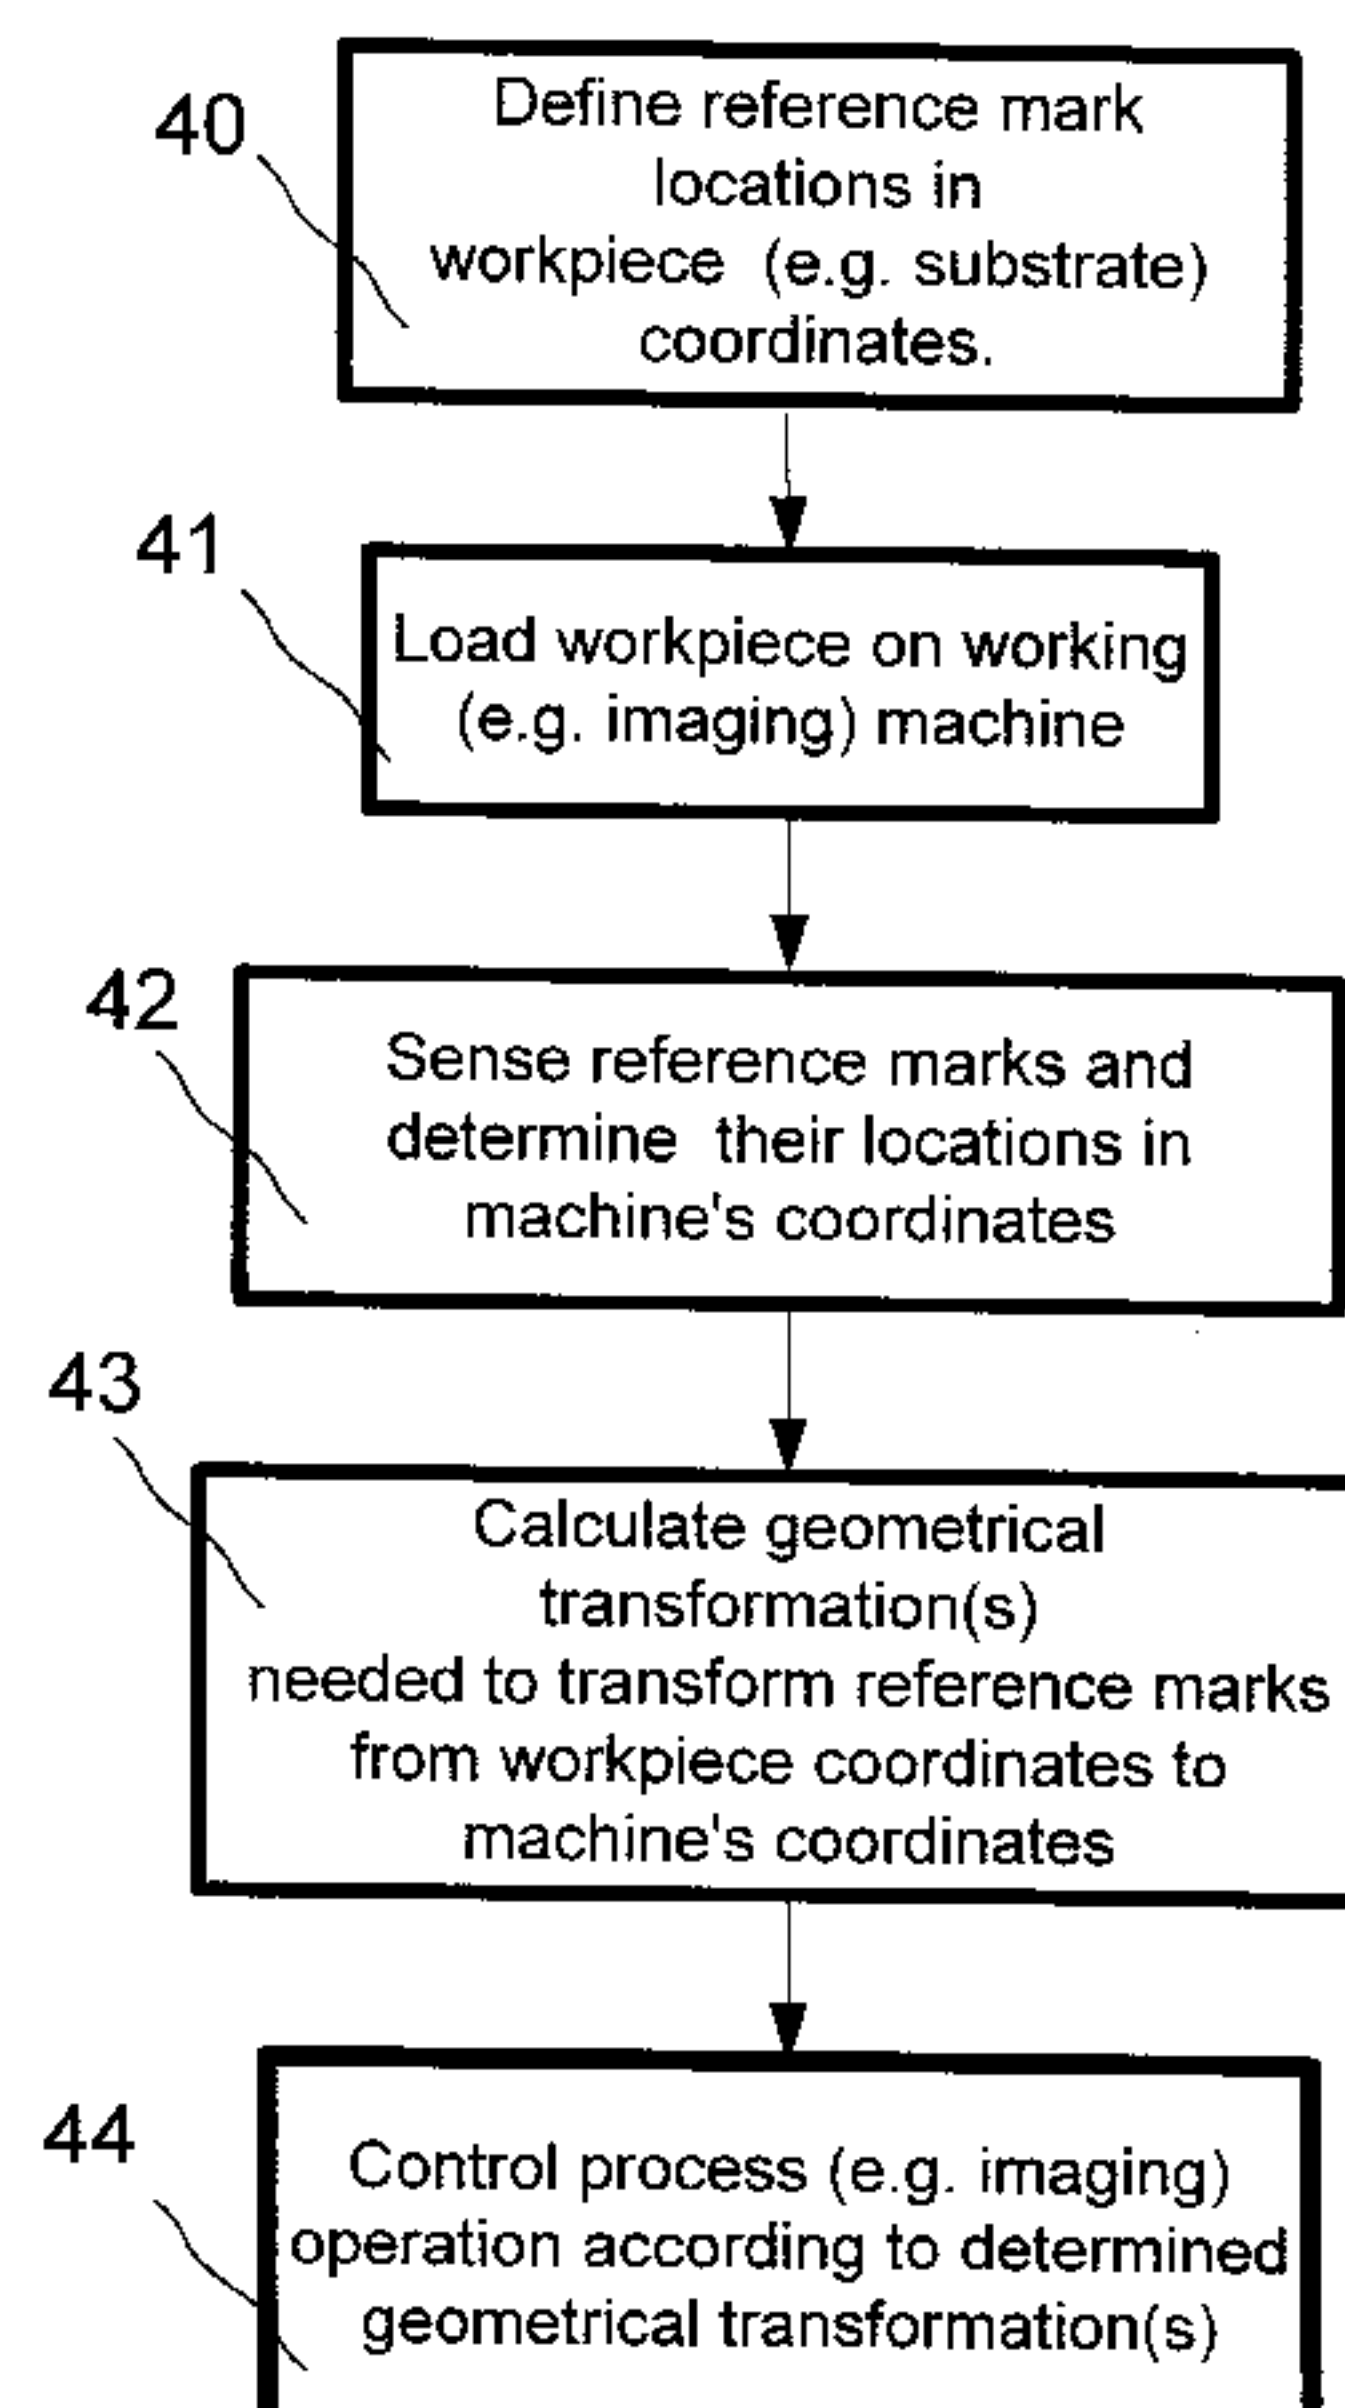 40
Define reference mark
locations in
workpiece (e.g. substrate)
coordinates.
41
Load workpiece on working
(e.g. imaging) machine
42
Sense reference marks and
determine their locations in
machine's coordinates
43
Calculate geometrical
transformation(s)
needed to transform reference marks
from workpiece coordinates to
machine's coordinates
44
Control process (e.g. imaging)
operation according to determined
geometrical transformation(s)